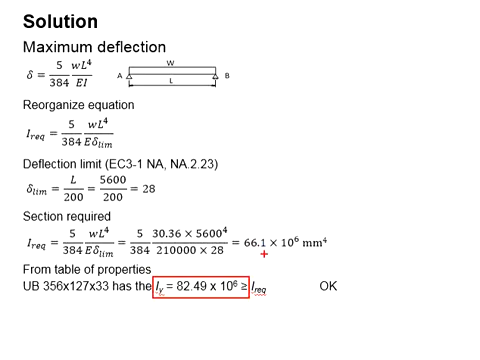 Solution
Maximum deflection
δ = 5/384 wL⁴/EI
W
A B
L
Reorganize equation
I_req = 5/384 wL⁴/Eδ_lim
Deflection limit (EC3-1 NA, NA.2.23)
δ_lim = L/200 = 5600/200 = 28
Section required
I_req = 5/384 wL⁴/Eδ_lim = 5/384 30.36 × 5600⁴/210000 × 28 = 66.1 × 10⁶ mm⁴
From table of properties
UB 356x127x33 has the I_y = 82.49 x 10⁶ ≥ I_req OK